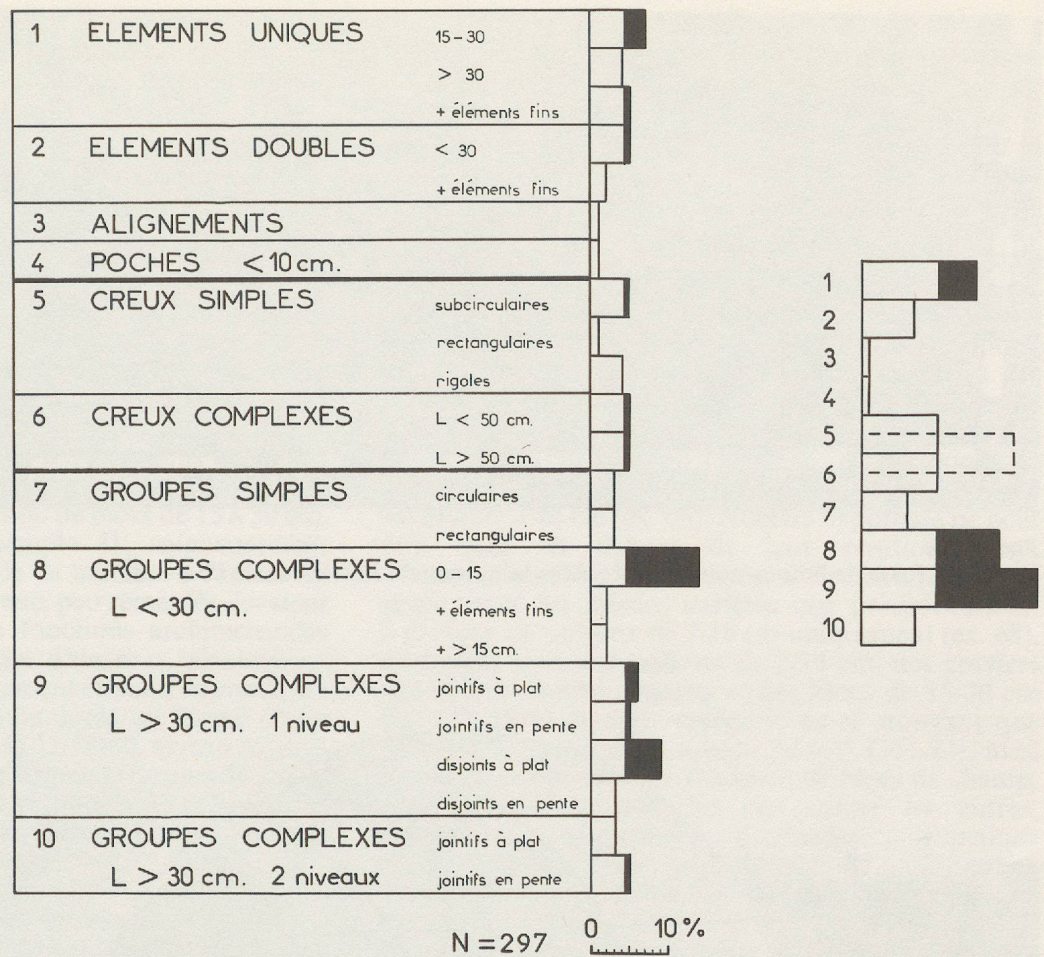 1 ELEMENTS UNIQUES 15–30
> 30
+ éléments fins
2 ELEMENTS DOUBLES < 30
+ éléments fins
3 ALIGNEMENTS
4 POCHES < 10 cm.
5 CREUX SIMPLES subcirculaires
rectangulaires
rigoles
6 CREUX COMPLEXES L < 50 cm.
L > 50 cm.
7 GROUPES SIMPLES circulaires
rectangulaires
8 GROUPES COMPLEXES 0–15
L < 30 cm. + éléments fins
+ > 15 cm.
9 GROUPES COMPLEXES jointifs à plat
L > 30 cm. 1 niveau jointifs en pente
disjoints à plat
disjoints en pente
10 GROUPES COMPLEXES jointifs à plat
L > 30 cm. 2 niveaux jointifs en pente
N = 297 0 10 %
1
2
3
4
5
6
7
8
9
10